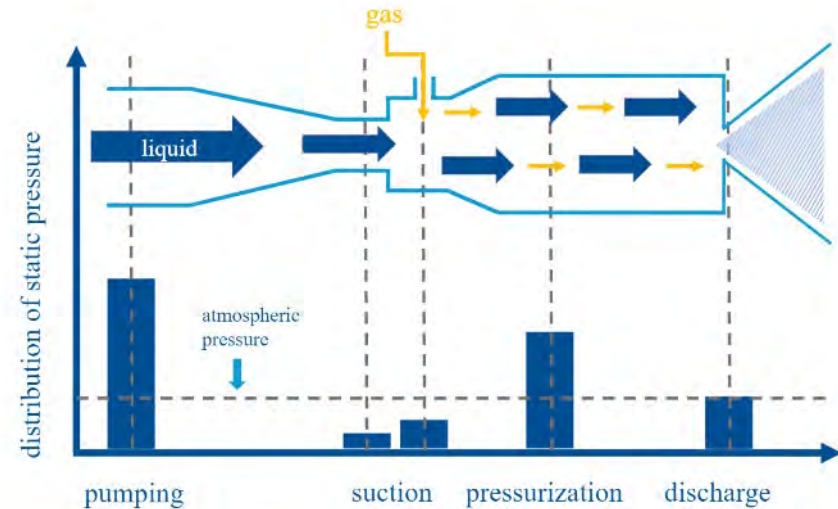 gas
liquid
distribution of static pressure
atmospheric
pressure
pumping
suction
pressurization
discharge